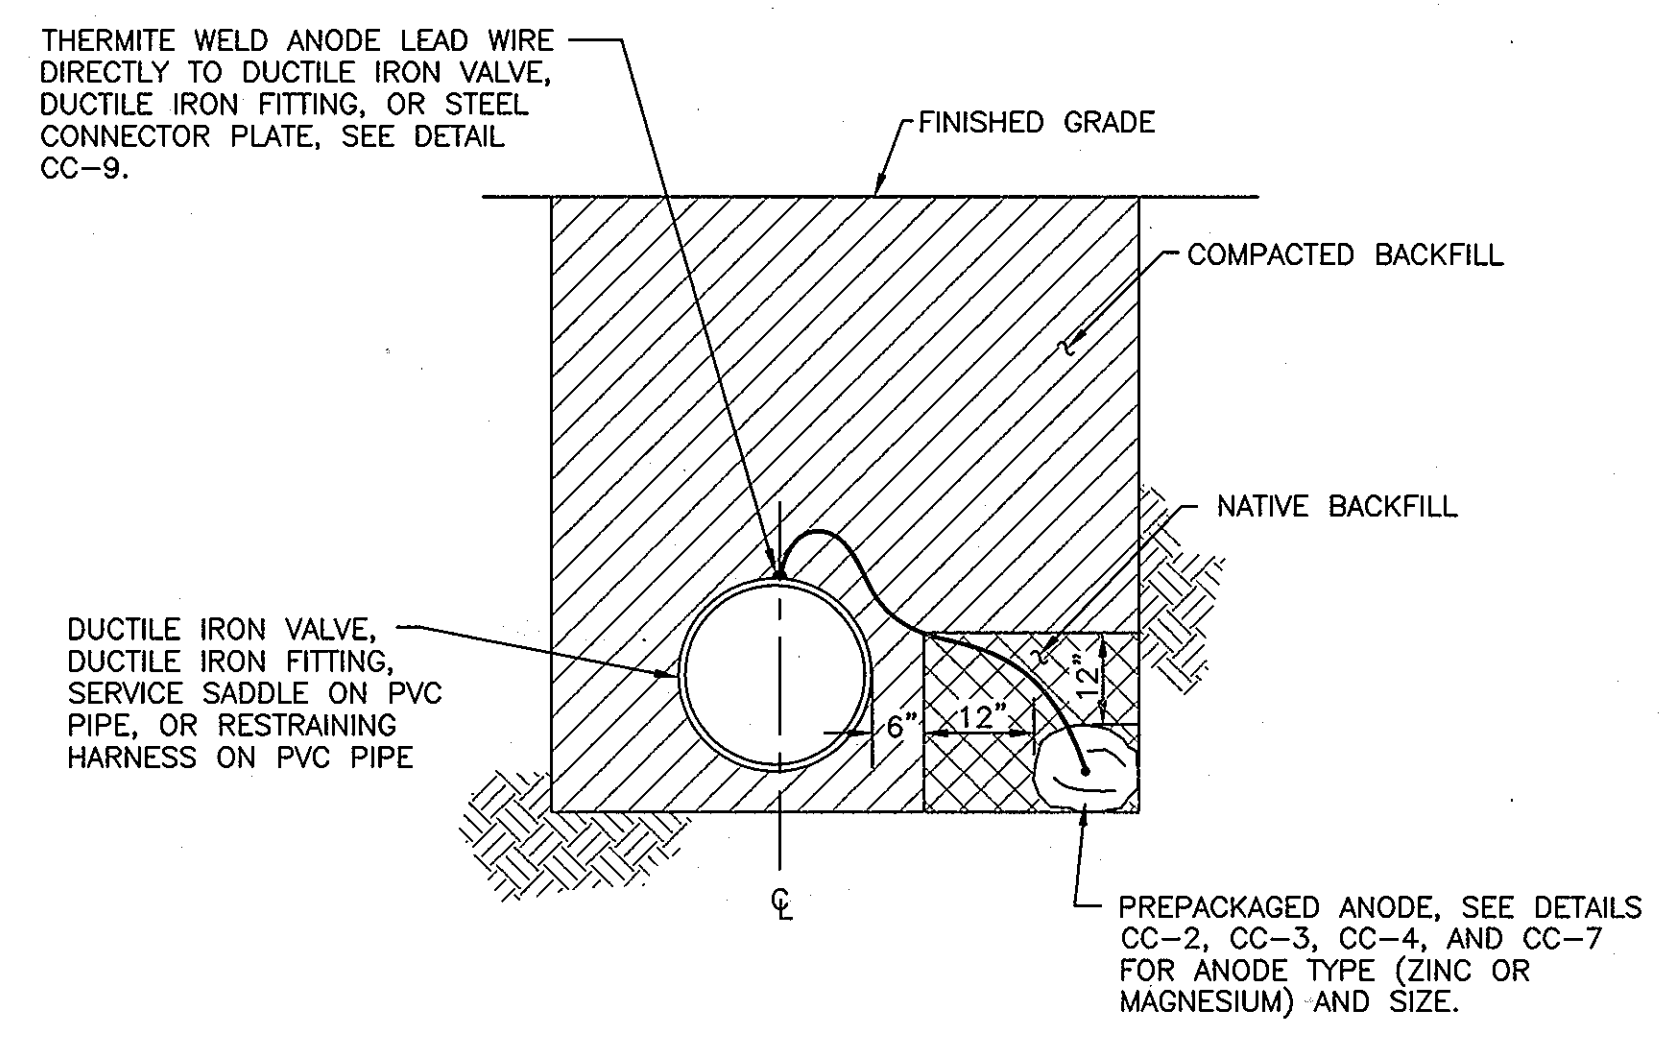 THERMITE WELD ANODE LEAD WIRE
DIRECTLY TO DUCTILE IRON VALVE,
DUCTILE IRON FITTING, OR STEEL
CONNECTOR PLATE, SEE DETAIL
CC-9.
FINISHED GRADE
COMPACTED BACKFILL
NATIVE BACKFILL
DUCTILE IRON VALVE,
DUCTILE IRON FITTING,
SERVICE SADDLE ON PVC
PIPE, OR RESTRAINING
HARNESS ON PVC PIPE
6"
12"
12"
℄
PREPACKAGED ANODE, SEE DETAILS
CC-2, CC-3, CC-4, AND CC-7
FOR ANODE TYPE (ZINC OR
MAGNESIUM) AND SIZE.